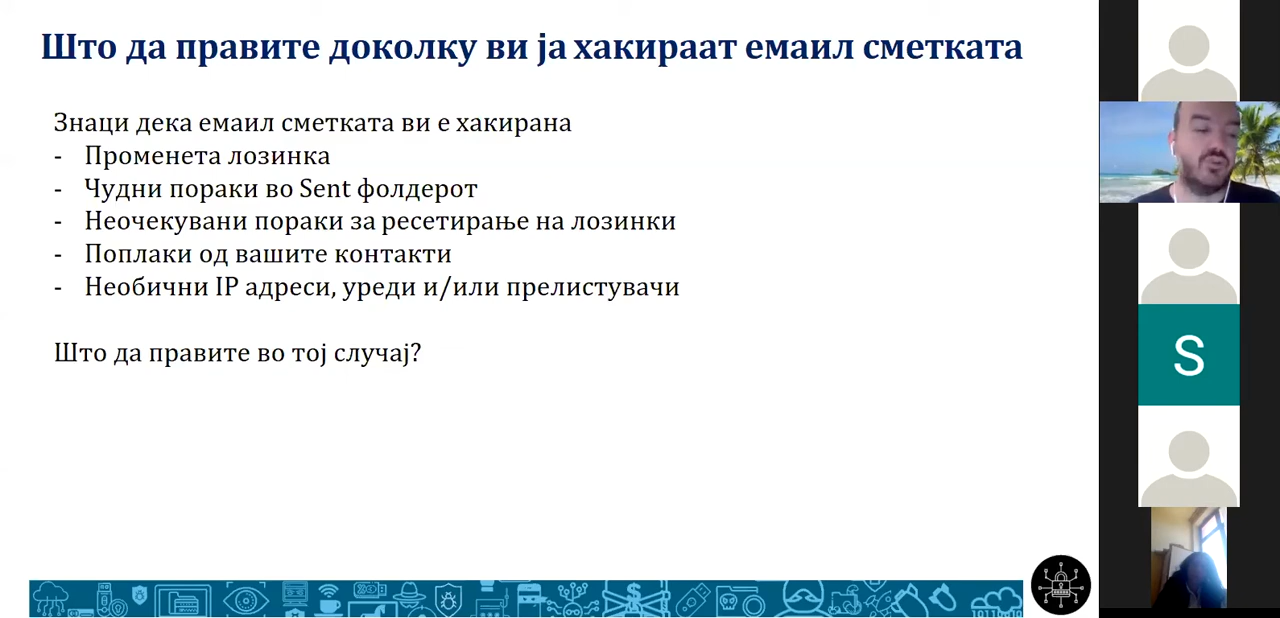 Што да правите доколку ви ја хакираат емаил сметката
Знаци дека емаил сметката ви е хакирана
- Променета лозинка
- Чудни пораки во Sent фолдерот
- Неочекувани пораки за ресетирање на лозинки
- Поплаки од вашите контакти
- Необични IP адреси, уреди и/или прелистувачи
Што да правите во тој случај?
S